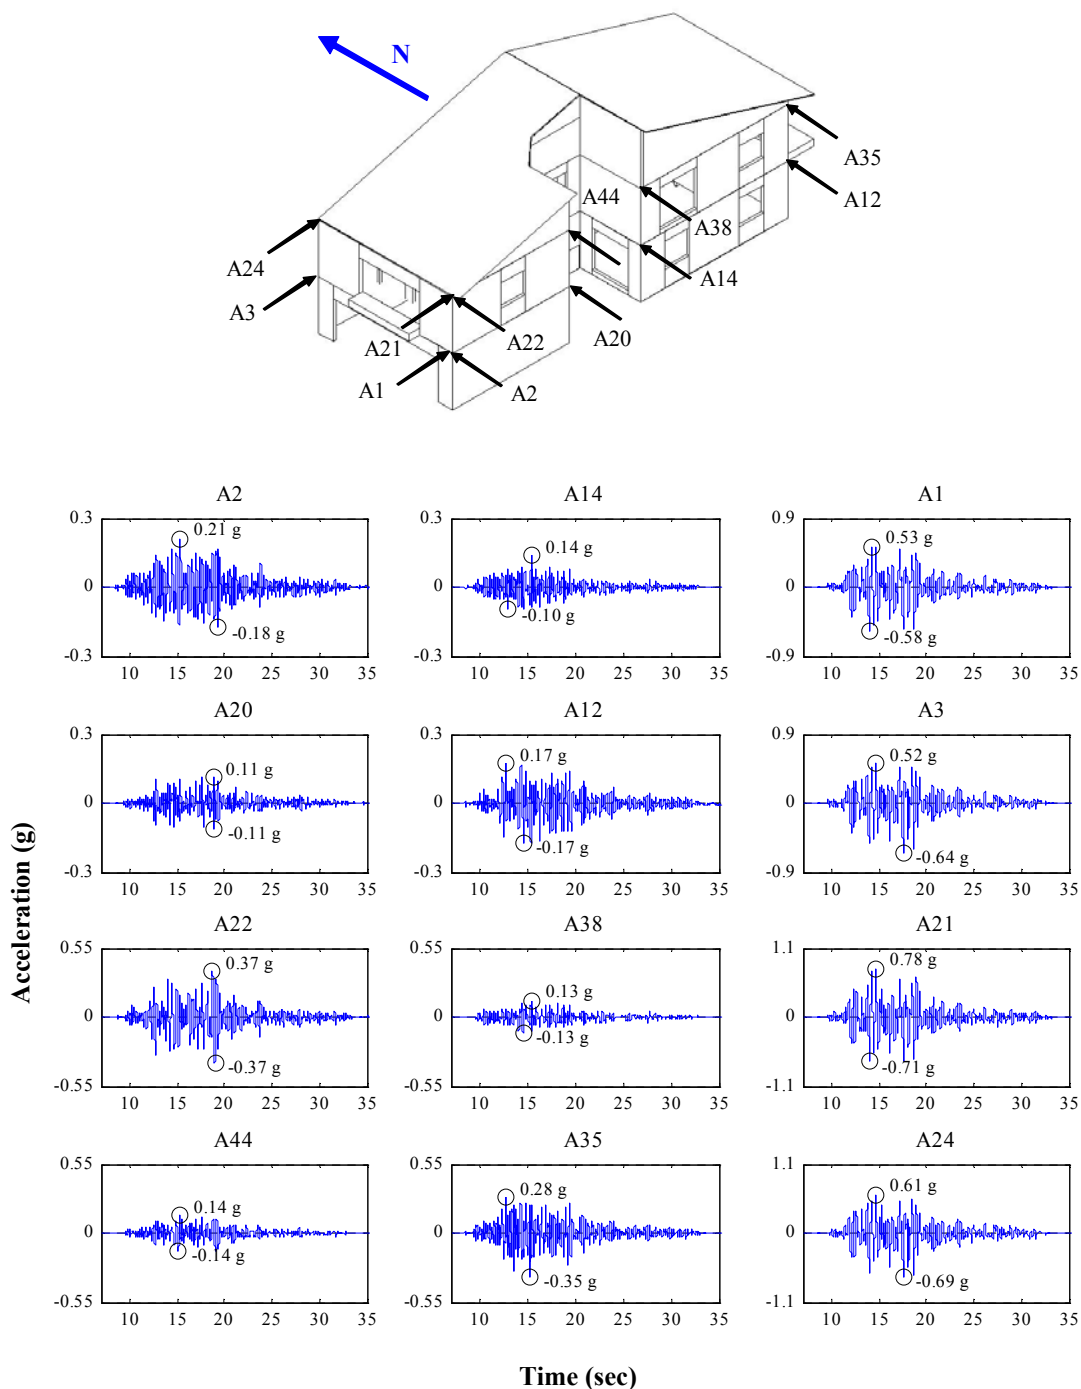 N
A35
A12
A44
A38
A14
A24
A3
A21
A22
A20
A1
A2
A2
A14
A1
0.3
0
-0.3
0.21 g
-0.18 g
10 15 20 25 30 35
0.3
0
-0.3
0.14 g
-0.10 g
10 15 20 25 30 35
0.9
0
-0.9
0.53 g
-0.58 g
10 15 20 25 30 35
A20
A12
A3
0.3
0
-0.3
0.11 g
-0.11 g
10 15 20 25 30 35
0.3
0
-0.3
0.17 g
-0.17 g
10 15 20 25 30 35
0.9
0
-0.9
0.52 g
-0.64 g
10 15 20 25 30 35
A22
A38
A21
0.55
0
-0.55
0.37 g
-0.37 g
10 15 20 25 30 35
0.55
0
-0.55
0.13 g
-0.13 g
10 15 20 25 30 35
1.1
0
-1.1
0.78 g
-0.71 g
10 15 20 25 30 35
A44
A35
A24
0.55
0
-0.55
0.14 g
-0.14 g
10 15 20 25 30 35
0.55
0
-0.55
0.28 g
-0.35 g
10 15 20 25 30 35
1.1
0
-1.1
0.61 g
-0.69 g
10 15 20 25 30 35
Acceleration (g)
Time (sec)